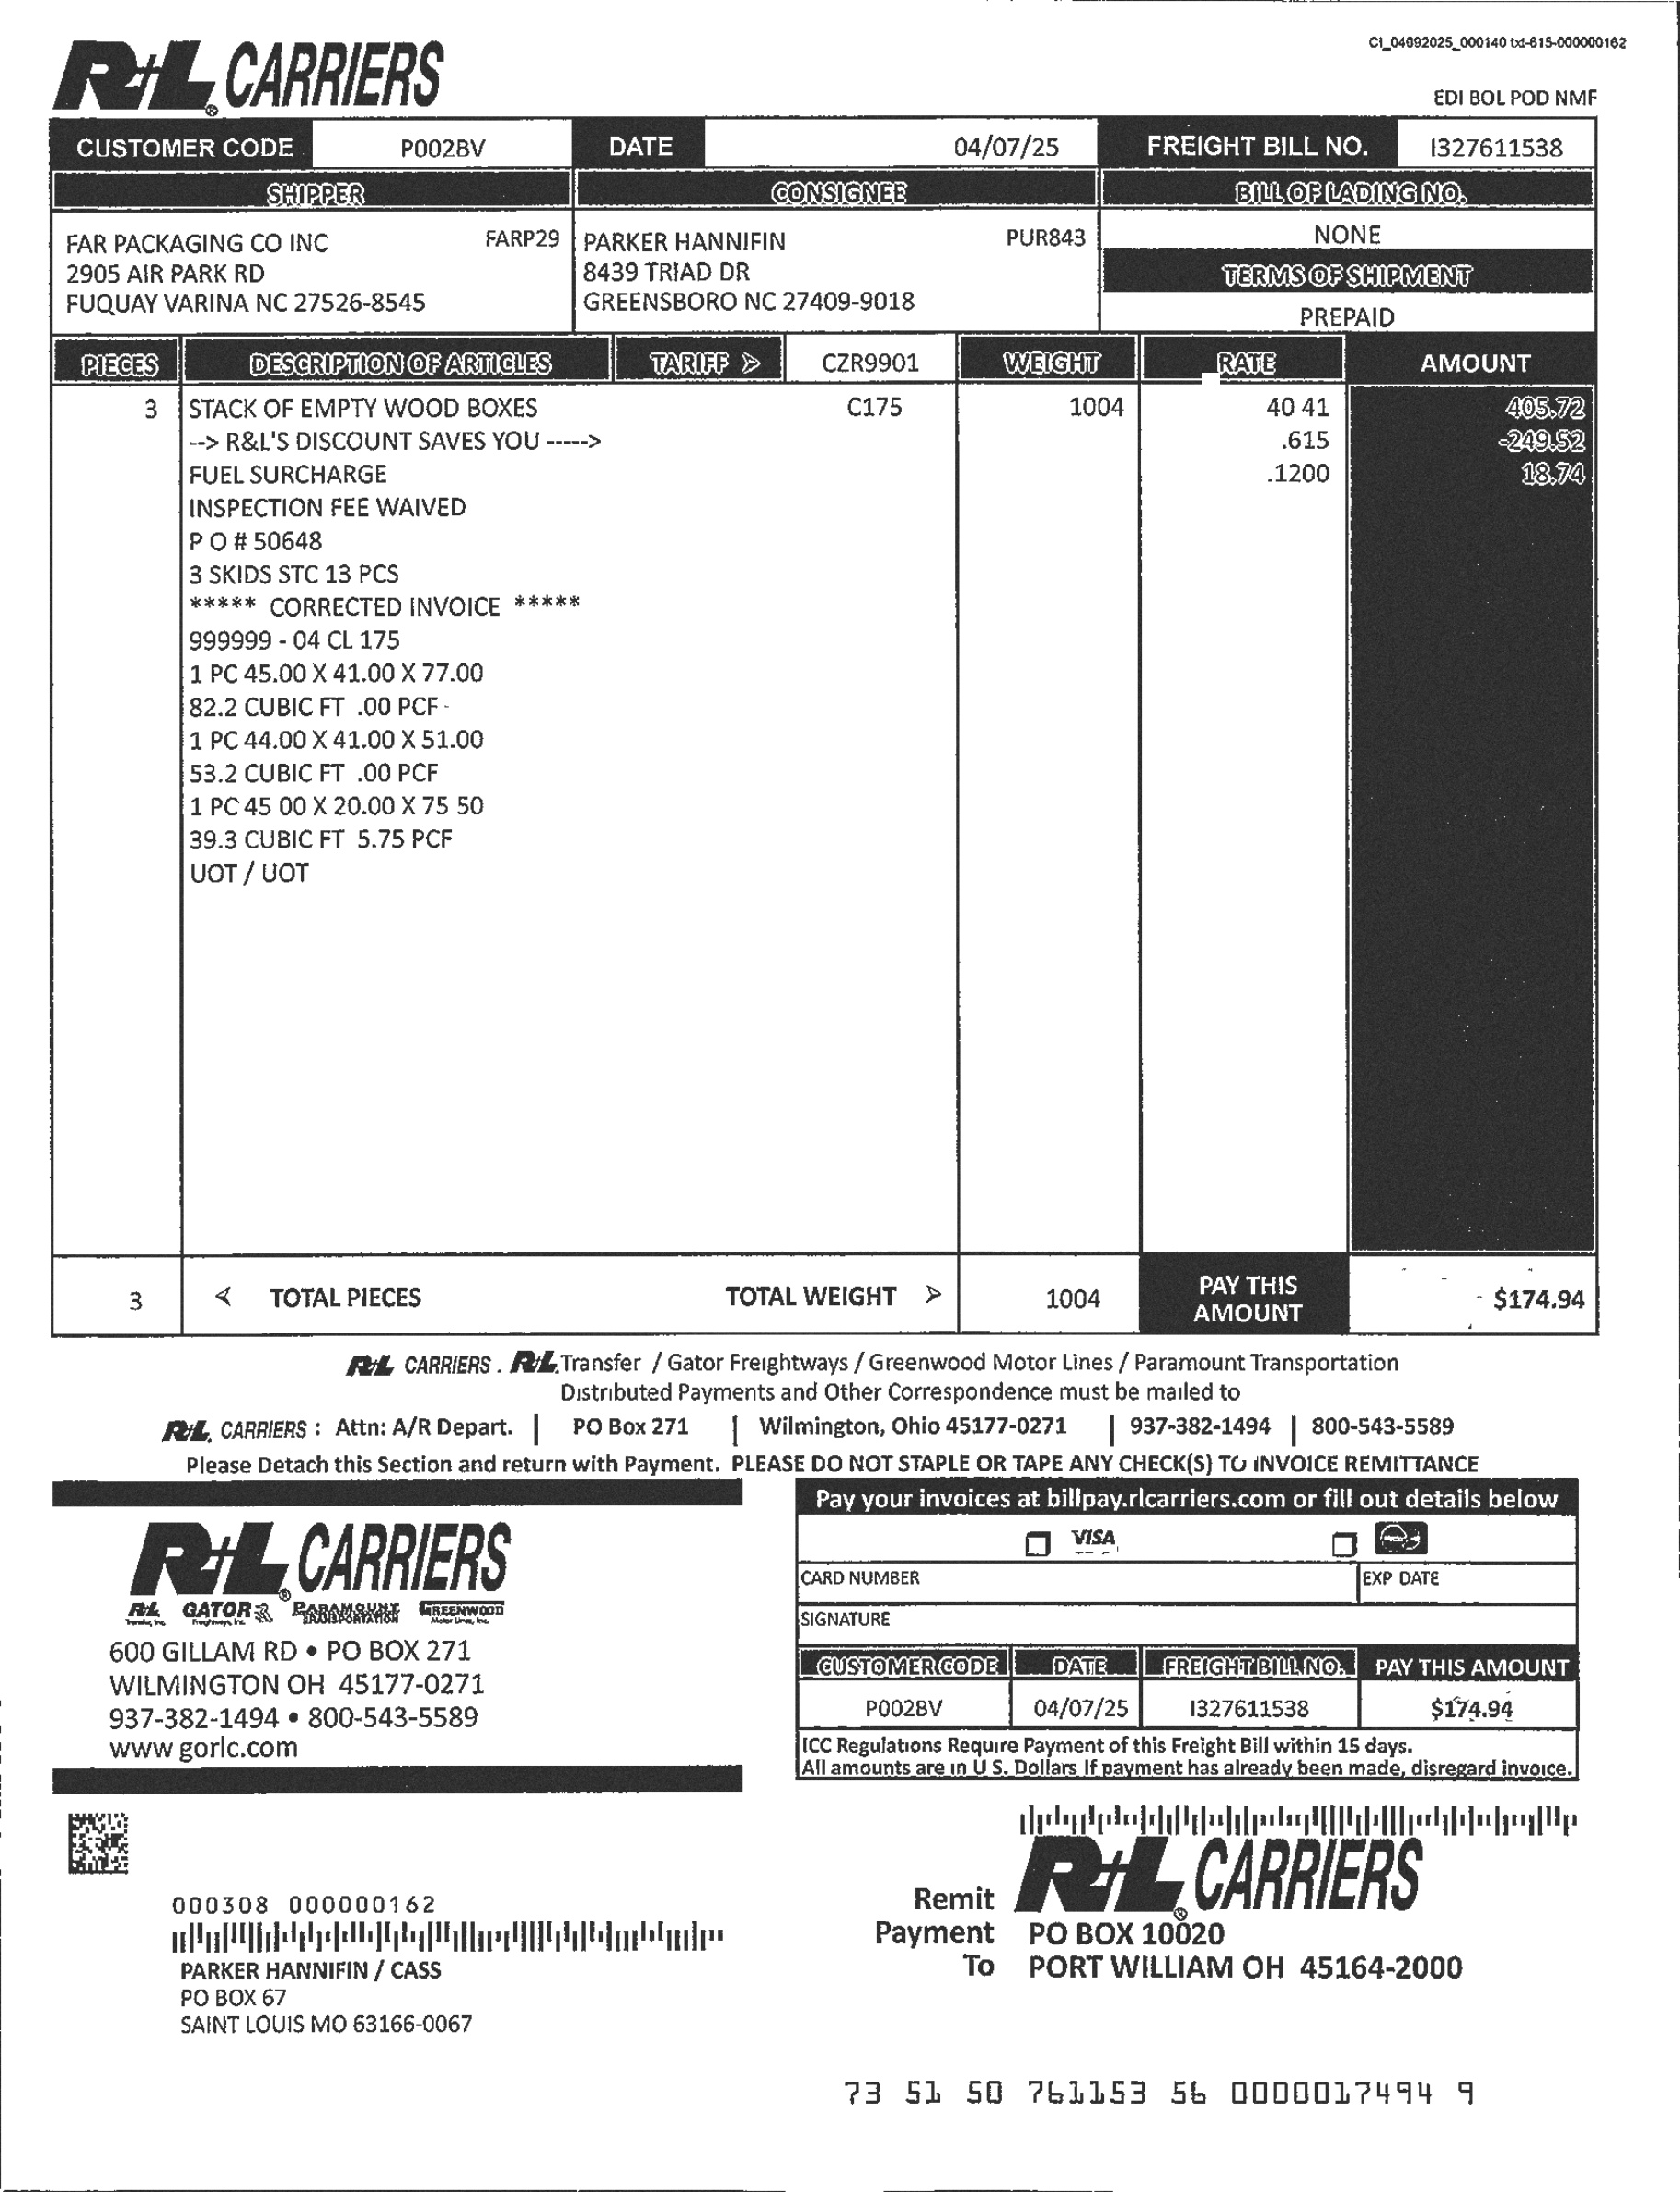 CI_04092025_000140 txt-615-000000162
R+L CARRIERS
EDI BOL POD NMF
CUSTOMER CODE P002BV DATE 04/07/25 FREIGHT BILL NO. I327611538
SHIPPER CONSIGNEE BILL OF LADING NO.
FAR PACKAGING CO INC FARP29 PARKER HANNIFIN PUR843 NONE
2905 AIR PARK RD 8439 TRIAD DR TERMS OF SHIPMENT
FUQUAY VARINA NC 27526-8545 GREENSBORO NC 27409-9018 PREPAID
PIECES DESCRIPTION OF ARTICLES TARIFF > CZR9901 WEIGHT RATE AMOUNT
3 STACK OF EMPTY WOOD BOXES C175 1004 40 41 405.72
--> R&L'S DISCOUNT SAVES YOU -----> .615 -249.52
FUEL SURCHARGE .1200 18.74
INSPECTION FEE WAIVED
P O # 50648
3 SKIDS STC 13 PCS
***** CORRECTED INVOICE *****
999999 - 04 CL 175
1 PC 45.00 X 41.00 X 77.00
82.2 CUBIC FT .00 PCF
1 PC 44.00 X 41.00 X 51.00
53.2 CUBIC FT .00 PCF
1 PC 45 00 X 20.00 X 75 50
39.3 CUBIC FT 5.75 PCF
UOT / UOT
3 < TOTAL PIECES TOTAL WEIGHT > 1004 PAY THIS AMOUNT $174.94
R+L CARRIERS . R+L Transfer / Gator Freightways / Greenwood Motor Lines / Paramount Transportation
Distributed Payments and Other Correspondence must be mailed to
R+L CARRIERS : Attn: A/R Depart. | PO Box 271 | Wilmington, Ohio 45177-0271 | 937-382-1494 | 800-543-5589
Please Detach this Section and return with Payment. PLEASE DO NOT STAPLE OR TAPE ANY CHECK(S) TO INVOICE REMITTANCE
Pay your invoices at billpay.rlcarriers.com or fill out details below
VISA
CARD NUMBER EXP DATE
SIGNATURE
CUSTOMER CODE DATE FREIGHT BILL NO. PAY THIS AMOUNT
P002BV 04/07/25 I327611538 $174.94
ICC Regulations Require Payment of this Freight Bill within 15 days.
All amounts are in U S. Dollars If payment has already been made, disregard invoice.
R+L CARRIERS
R+L GATOR PARAMOUNT TRANSPORTATION GREENWOOD
600 GILLAM RD • PO BOX 271
WILMINGTON OH 45177-0271
937-382-1494 • 800-543-5589
www gorlc.com
000308 000000162
PARKER HANNIFIN / CASS
PO BOX 67
SAINT LOUIS MO 63166-0067
R+L CARRIERS
Remit
Payment PO BOX 10020
To PORT WILLIAM OH 45164-2000
73 51 50 761153 56 0000017494 9